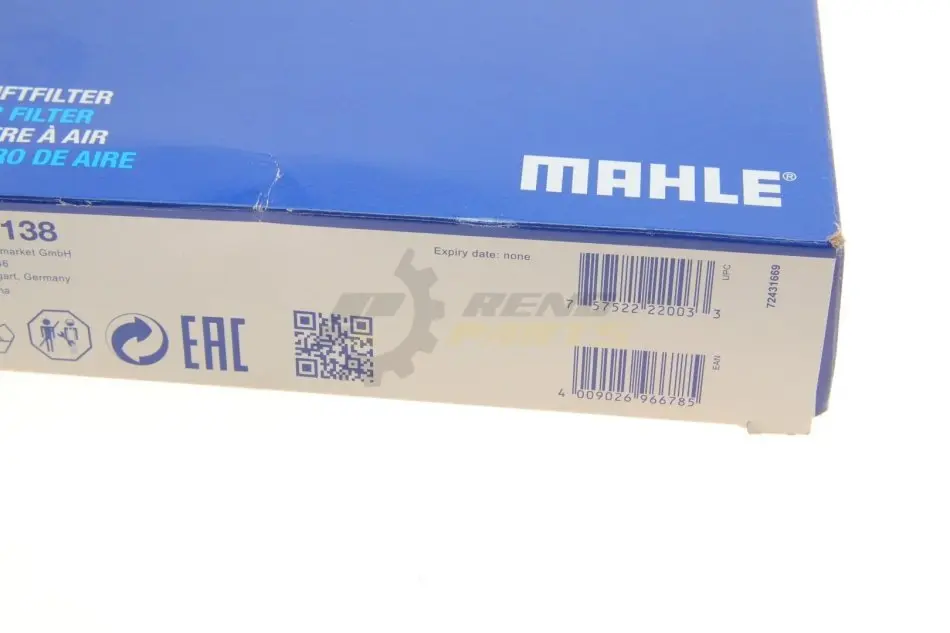 FTFILTER
FILTER
RE À AIR
RO DE AIRE
MAHLE®
138
market GmbH
gart, Germany
Expiry date: none
7 57522 22003 3
UPC
72431669
EAC
4 009026 966785
EAN